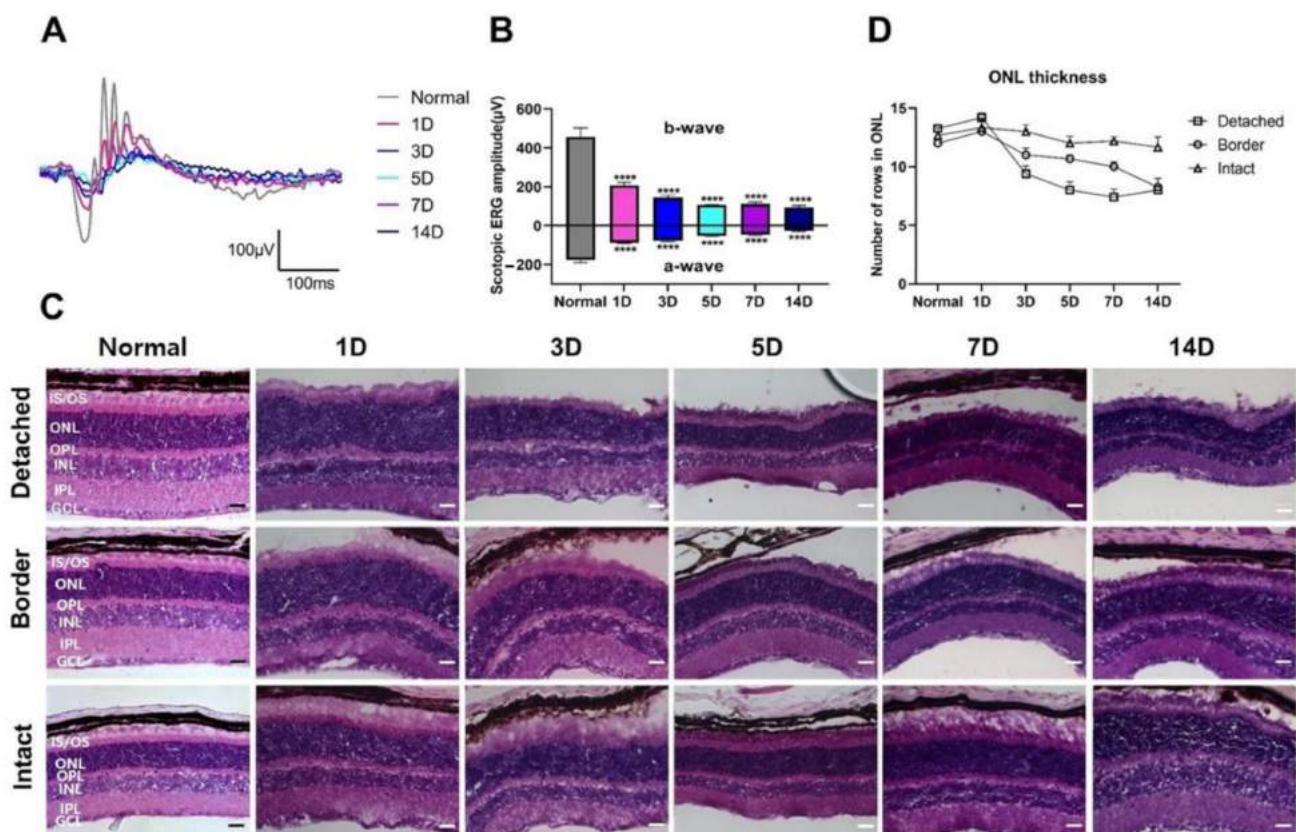 A
Normal
1D
3D
5D
7D
14D
100µV
100ms
B
Scotopic ERG amplitude(µV)
600
400
200
0
−200
b-wave
**** **** **** **** ****
**** **** **** **** ****
a-wave
Normal 1D 3D 5D 7D 14D
D
ONL thickness
Number of rows in ONL
15
10
5
0
Normal 1D 3D 5D 7D 14D
Detached
Border
Intact
C
Normal 1D 3D 5D 7D 14D
Detached
IS/OS
ONL
OPL
INL
IPL
GCL
Border
IS/OS
ONL
OPL
INL
IPL
GCL
Intact
IS/OS
ONL
OPL
INL
IPL
GCL